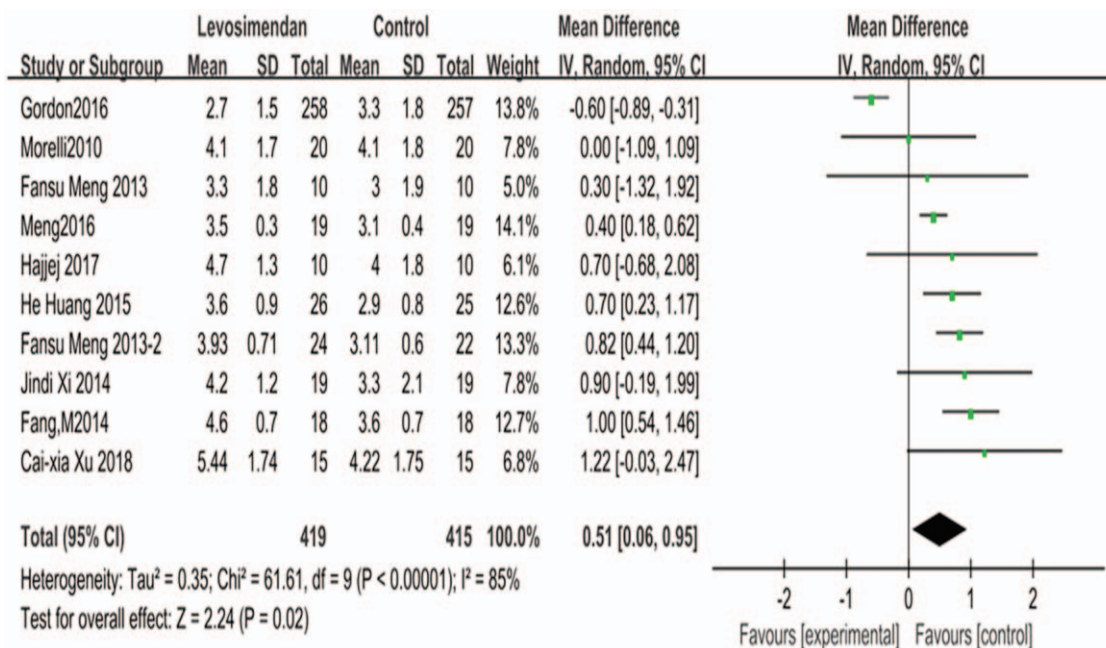 Levosimendan Control Mean Difference Mean Difference
Study or Subgroup Mean SD Total Mean SD Total Weight IV, Random, 95% CI IV, Random, 95% CI
Gordon2016 2.7 1.5 258 3.3 1.8 257 13.8% -0.60 [-0.89, -0.31]
Morelli2010 4.1 1.7 20 4.1 1.8 20 7.8% 0.00 [-1.09, 1.09]
Fansu Meng 2013 3.3 1.8 10 3 1.9 10 5.0% 0.30 [-1.32, 1.92]
Meng2016 3.5 0.3 19 3.1 0.4 19 14.1% 0.40 [0.18, 0.62]
Hajjej 2017 4.7 1.3 10 4 1.8 10 6.1% 0.70 [-0.68, 2.08]
He Huang 2015 3.6 0.9 26 2.9 0.8 25 12.6% 0.70 [0.23, 1.17]
Fansu Meng 2013-2 3.93 0.71 24 3.11 0.6 22 13.3% 0.82 [0.44, 1.20]
Jindi Xi 2014 4.2 1.2 19 3.3 2.1 19 7.8% 0.90 [-0.19, 1.99]
Fang,M2014 4.6 0.7 18 3.6 0.7 18 12.7% 1.00 [0.54, 1.46]
Cai-xia Xu 2018 5.44 1.74 15 4.22 1.75 15 6.8% 1.22 [-0.03, 2.47]
Total (95% CI) 419 415 100.0% 0.51 [0.06, 0.95]
Heterogeneity: Tau² = 0.35; Chi² = 61.61, df = 9 (P < 0.00001); I² = 85%
Test for overall effect: Z = 2.24 (P = 0.02)
-2 -1 0 1 2
Favours [experimental] Favours [control]